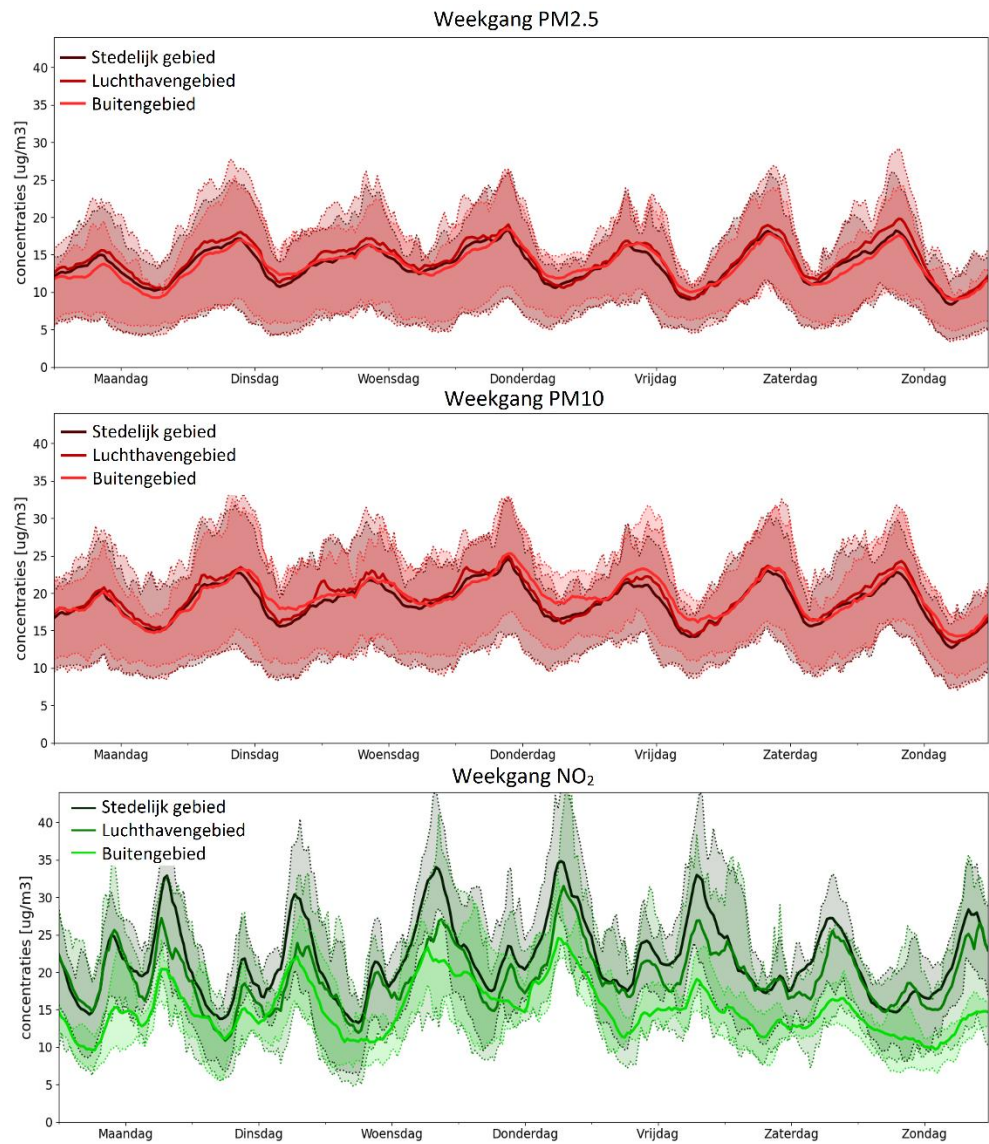 Weekgang PM2.5
Stedelijk gebied
Luchthavengebied
Buitengebied
concentraties [ug/m3]
40
35
30
25
20
15
10
5
0
Maandag Dinsdag Woensdag Donderdag Vrijdag Zaterdag Zondag
Weekgang PM10
Stedelijk gebied
Luchthavengebied
Buitengebied
concentraties [ug/m3]
40
35
30
25
20
15
10
5
0
Maandag Dinsdag Woensdag Donderdag Vrijdag Zaterdag Zondag
Weekgang NO₂
Stedelijk gebied
Luchthavengebied
Buitengebied
concentraties [ug/m3]
40
35
30
25
20
15
10
5
0
Maandag Dinsdag Woensdag Donderdag Vrijdag Zaterdag Zondag